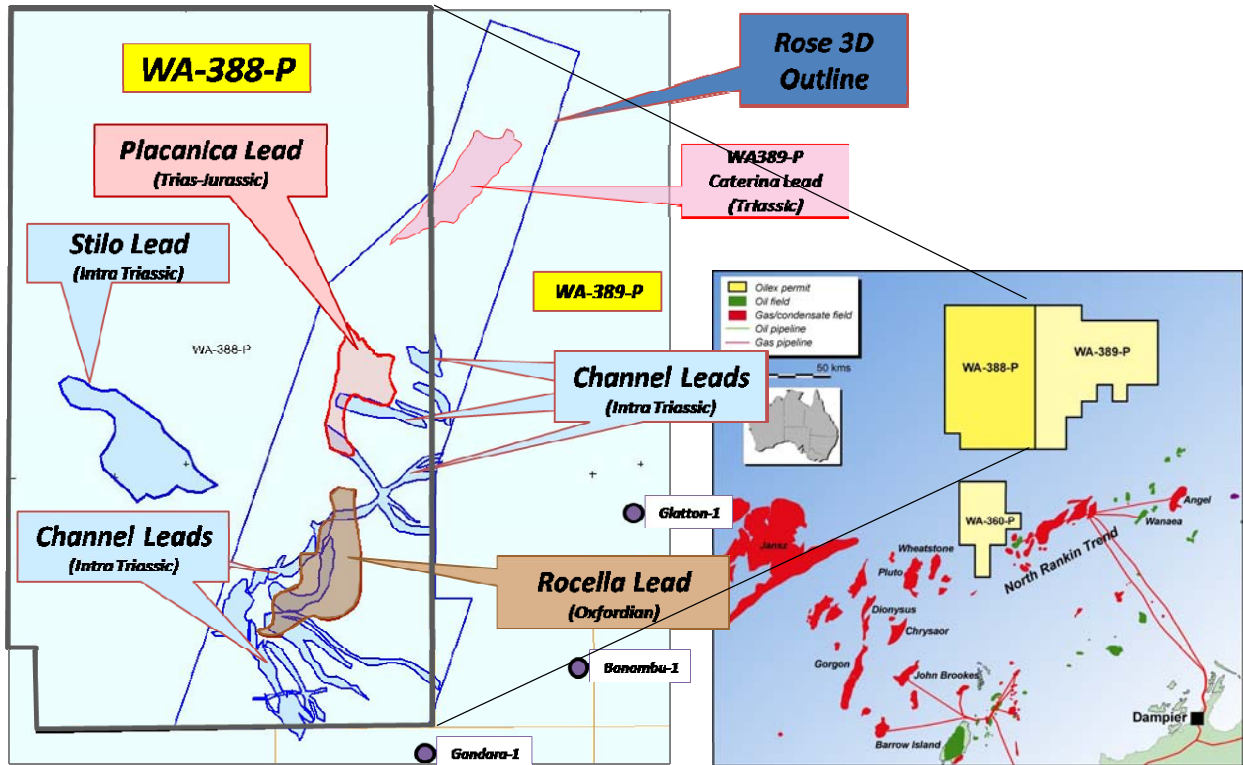 WA-388-P
Rose 3D
Outline
Placanica Lead
(Trias-Jurassic)
WA389-P
Caterina Lead
(Triassic)
Stilo Lead
(Intra Triassic)
WA-389-P
WA-388-P
Channel Leads
(Intra Triassic)
Glatton-1
Channel Leads
(Intra Triassic)
Rocella Lead
(Oxfordian)
Banambu-1
Gandara-1
Oilex permit
Oil field
Gas/condensate field
Oil pipeline
Gas pipeline
50 kms
WA-388-P
WA-389-P
WA-360-P
Angel
Wanaea
North Rankin Trend
Jansz
Wheatstone
Pluto
Dionysus
Chrysaor
Gorgon
John Brookes
Dampier
Barrow Island